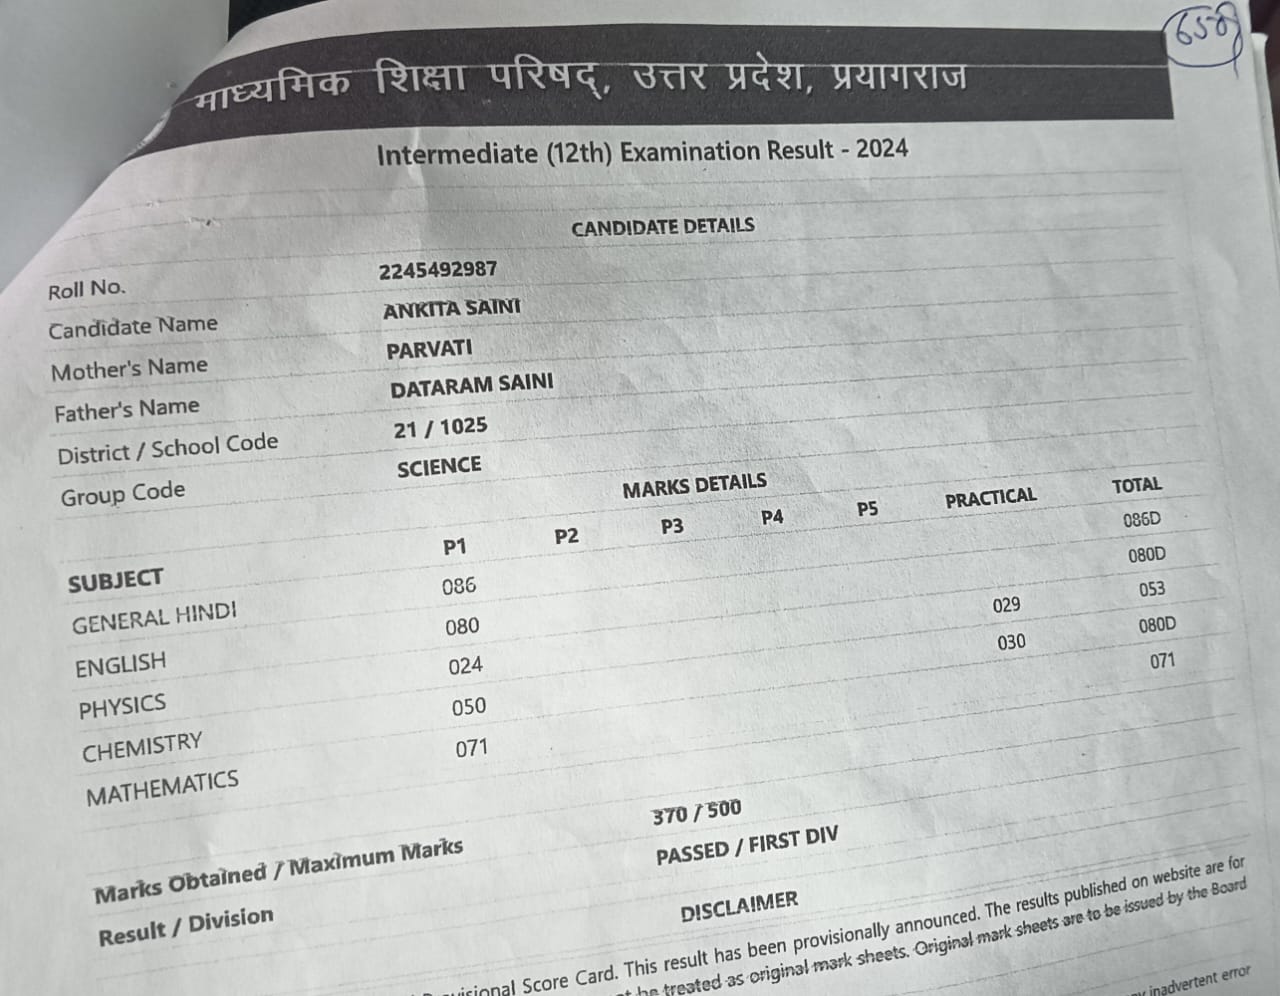 658
माध्यमिक शिक्षा परिषद्, उत्तर प्रदेश, प्रयागराज
Intermediate (12th) Examination Result - 2024
CANDIDATE DETAILS
Roll No. 2245492987
Candidate Name ANKITA SAINI
Mother's Name PARVATI
Father's Name DATARAM SAINI
District / School Code 21 / 1025
Group Code SCIENCE
MARKS DETAILS
SUBJECT P1 P2 P3 P4 P5 PRACTICAL TOTAL
GENERAL HINDI 086 086D
ENGLISH 080 080D
PHYSICS 024 029 053
CHEMISTRY 050 030 080D
MATHEMATICS 071 071
Marks Obtained / Maximum Marks 370 / 500
Result / Division PASSED / FIRST DIV
DISCLAIMER
Score Card. This result has been provisionally announced. The results published on website are for
be treated as original mark sheets. Original mark sheets are to be issued by the Board
inadvertent error